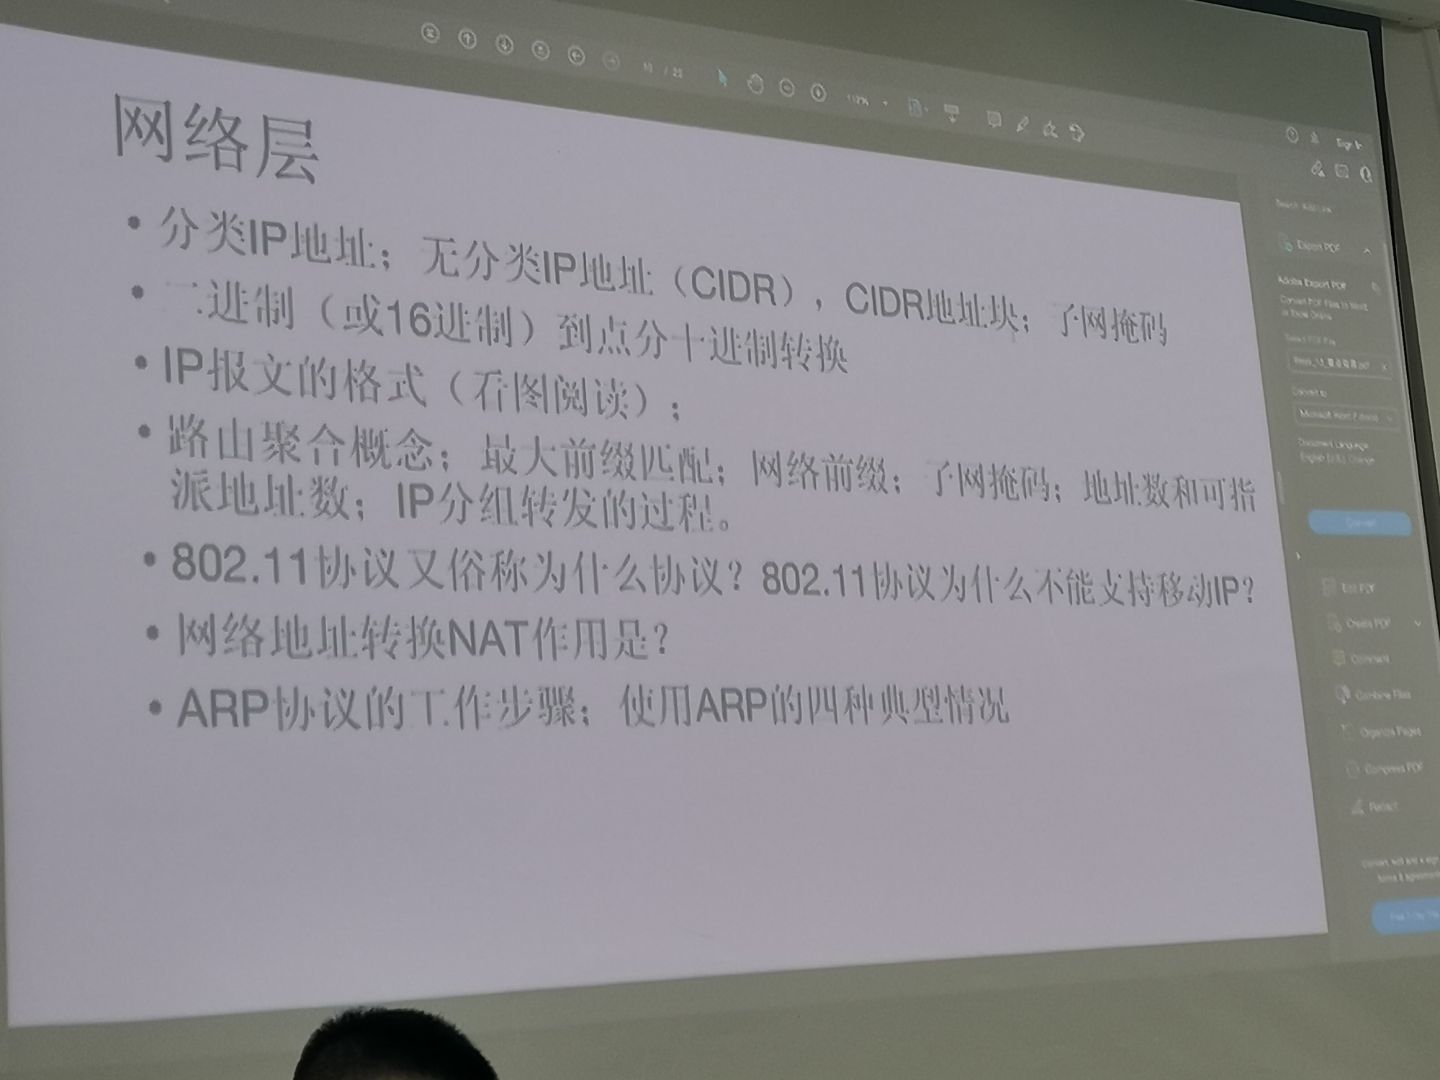 网络层
• 分类IP地址；无分类IP地址（CIDR），CIDR地址块；子网掩码
• 二进制（或16进制）到点分十进制转换
• IP报文的格式（看图阅读）；
• 路由聚合概念；最大前缀匹配；网络前缀；子网掩码；地址数和可指
派地址数；IP分组转发的过程。
• 802.11协议又俗称为什么协议？802.11协议为什么不能支持移动IP？
• 网络地址转换NAT作用是？
• ARP协议的工作步骤；使用ARP的四种典型情况
Export PDF
Adobe Export PDF
Convert
Edit PDF
Create PDF
Comment
Combine Files
Organize Pages
Compress PDF
Redact